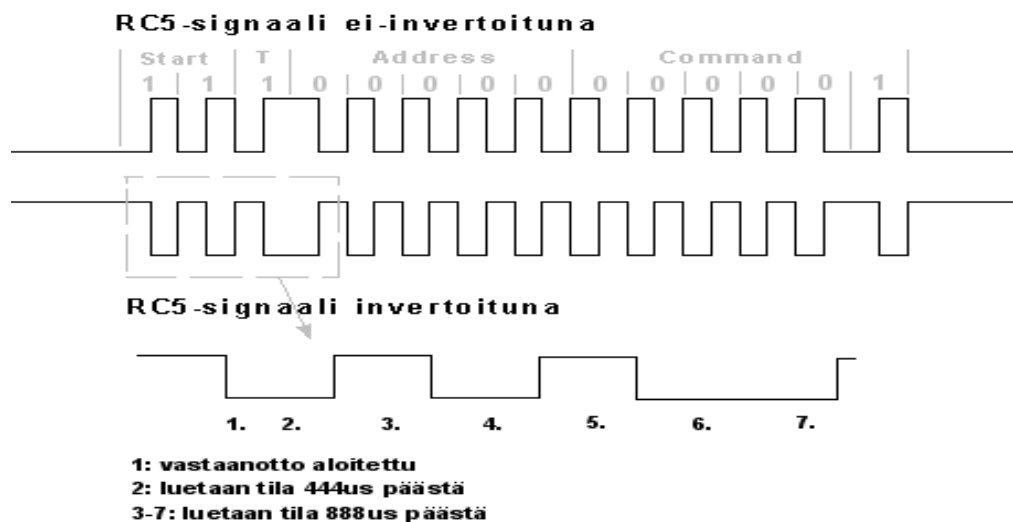 RC5-signaali ei-invertoituna
Start T Address Command
1 1 1 0 0 0 0 0 0 0 0 0 0 1
RC5-signaali invertoituna
1. 2. 3. 4. 5. 6. 7.
1: vastaanotto aloitettu
2: luetaan tila 444us päästä
3-7: luetaan tila 888us päästä